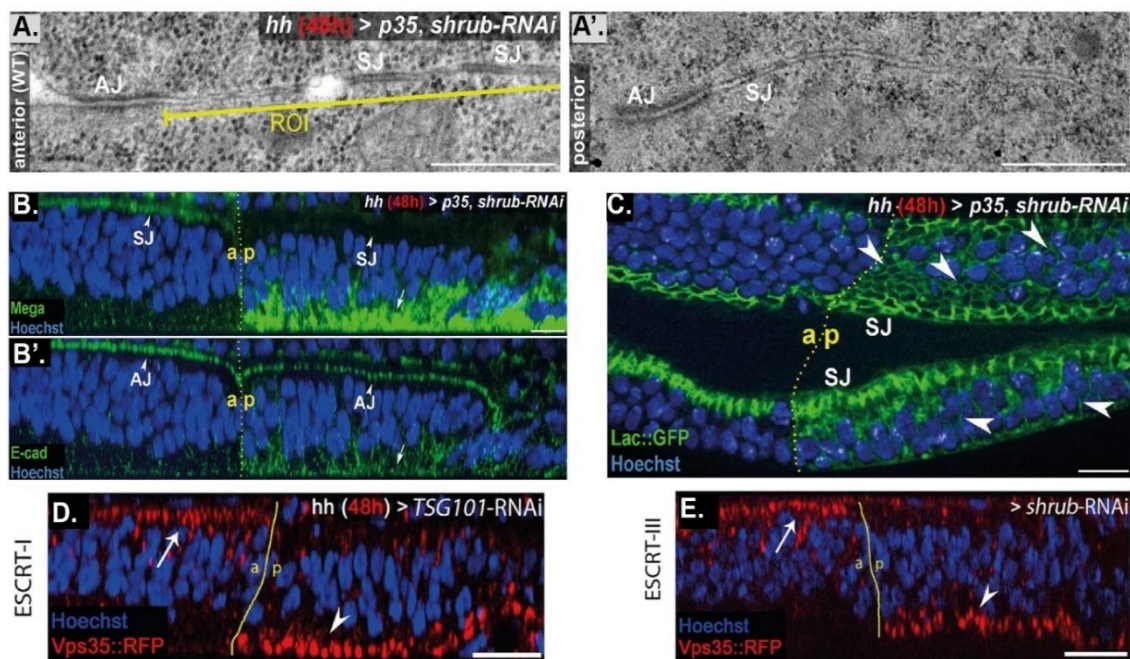 A. hh (48h) > p35, shrub-RNAi
anterior (WT)
AJ
SJ
SJ
ROI
A'.
posterior
AJ
SJ
B. hh (48h) > p35, shrub-RNAi
SJ
SJ
a p
Mega
Hoechst
B'.
AJ
AJ
a p
E-cad
Hoechst
C. hh (48h) > p35, shrub-RNAi
a p
SJ
SJ
Lac::GFP
Hoechst
D. hh (48h) > TSG101-RNAi
ESCRT-I
a p
Hoechst
Vps35::RFP
E. > shrub-RNAi
ESCRT-III
a p
Hoechst
Vps35::RFP